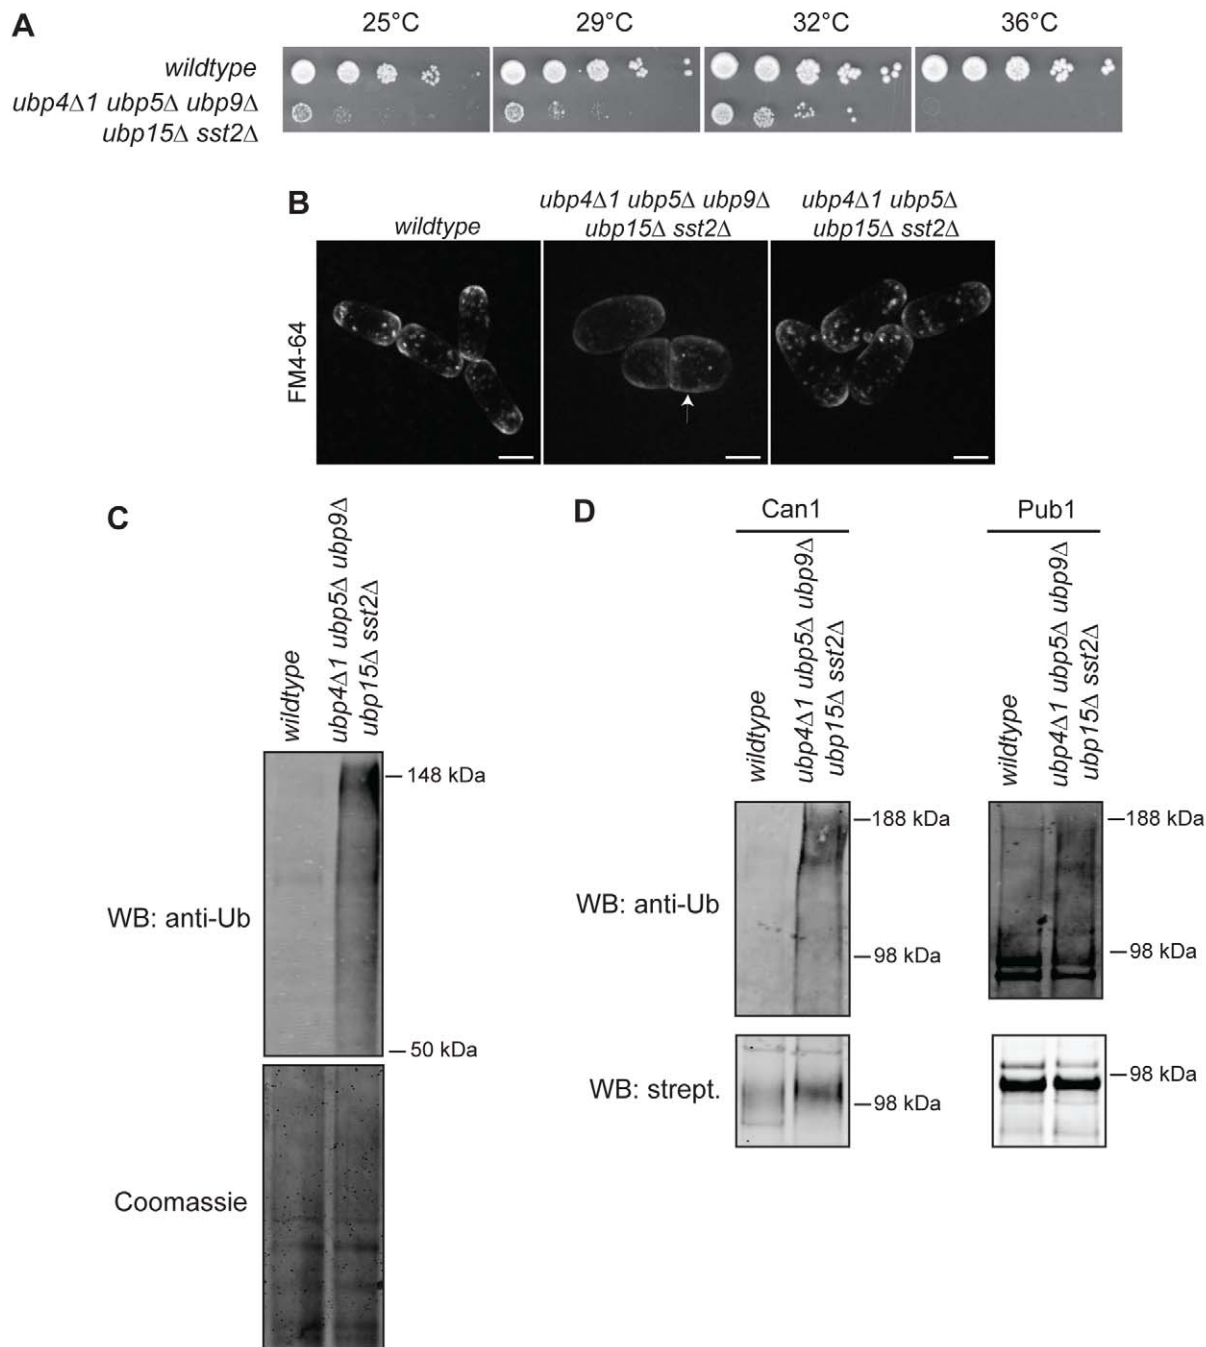 A
25°C 29°C 32°C 36°C
wildtype
ubp4Δ1 ubp5Δ ubp9Δ
ubp15Δ sst2Δ
B
wildtype
ubp4Δ1 ubp5Δ ubp9Δ
ubp15Δ sst2Δ
ubp4Δ1 ubp5Δ
ubp15Δ sst2Δ
FM4-64
C
wildtype
ubp4Δ1 ubp5Δ ubp9Δ
ubp15Δ sst2Δ
148 kDa
WB: anti-Ub
50 kDa
Coomassie
D
Can1
Pub1
wildtype
ubp4Δ1 ubp5Δ ubp9Δ
ubp15Δ sst2Δ
wildtype
ubp4Δ1 ubp5Δ ubp9Δ
ubp15Δ sst2Δ
188 kDa
188 kDa
WB: anti-Ub
98 kDa
98 kDa
WB: strept.
98 kDa
98 kDa